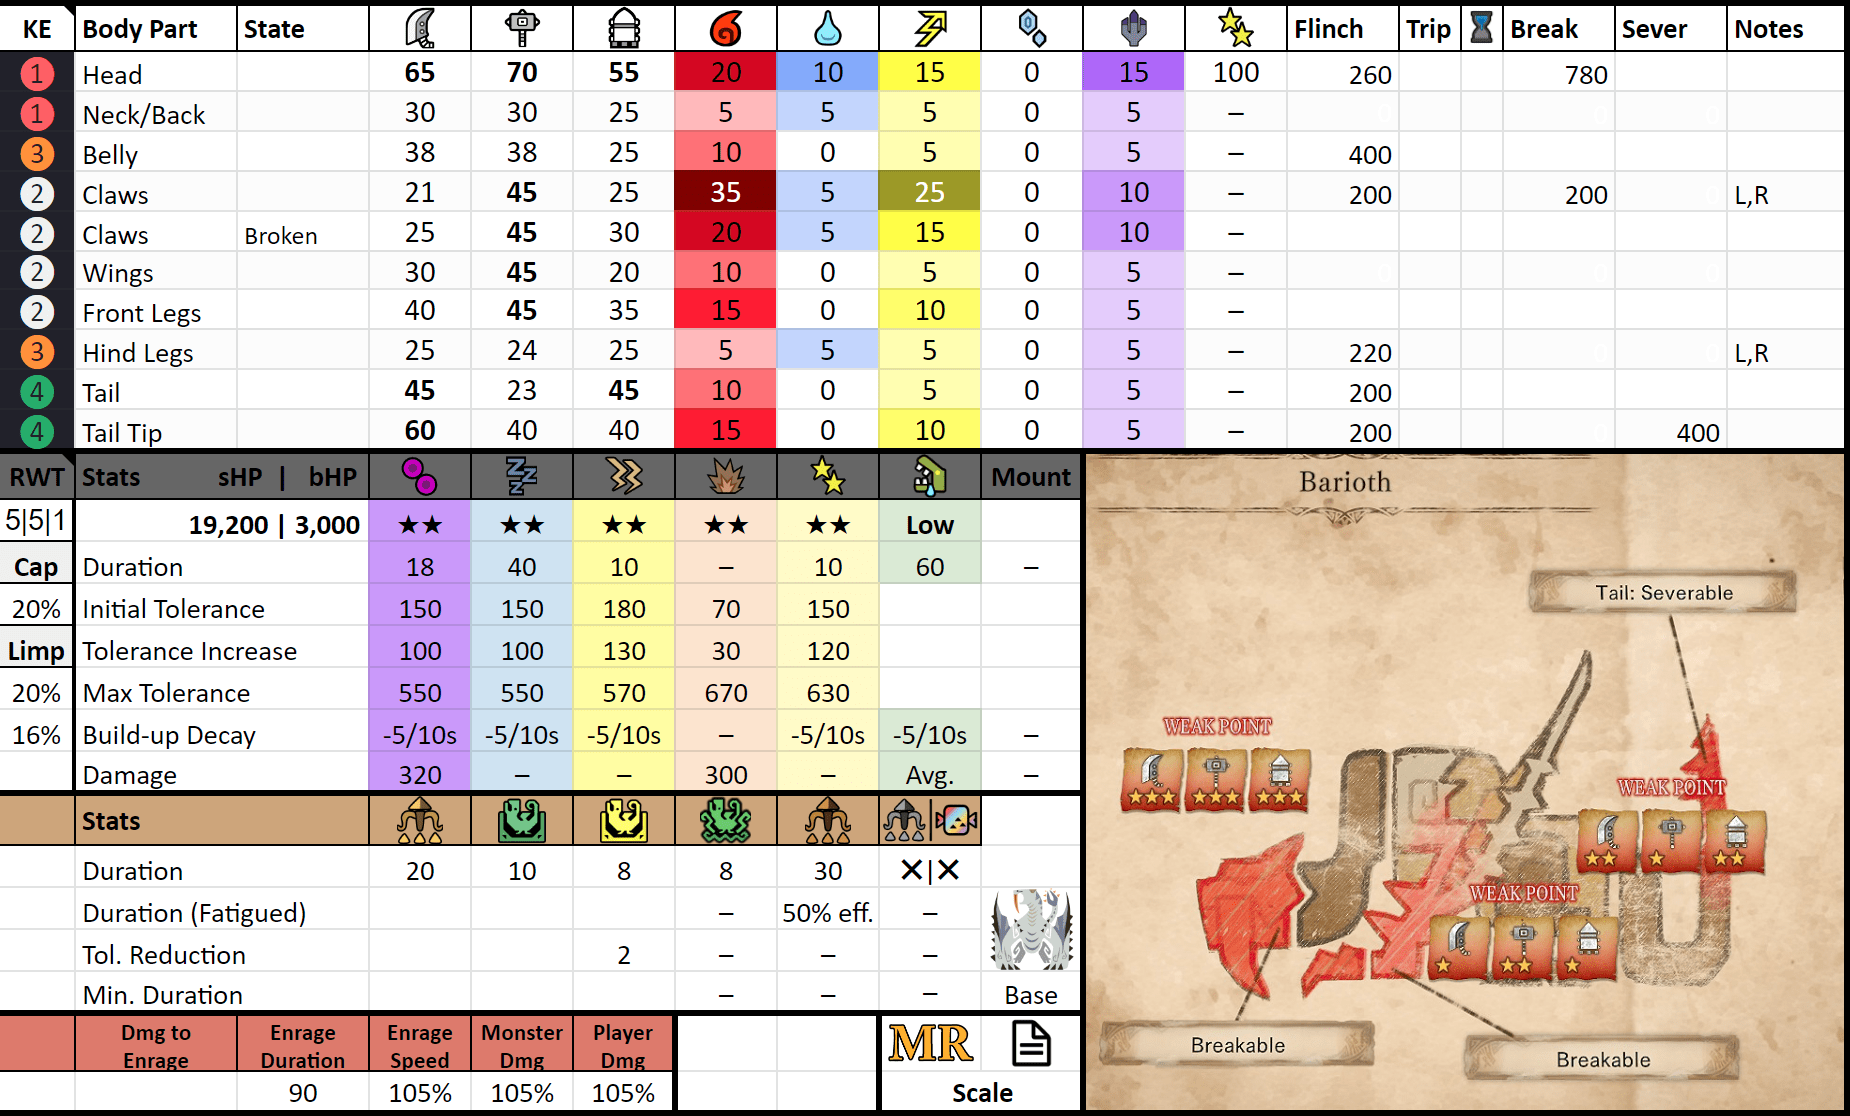 KE Body Part State Flinch Trip Break Sever Notes
1 Head 65 70 55 20 10 15 0 15 100 260 780
1 Neck/Back 30 30 25 5 5 5 0 5 –
3 Belly 38 38 25 10 0 5 0 5 – 400
2 Claws 21 45 25 35 5 25 0 10 – 200 200 L,R
2 Claws Broken 25 45 30 20 5 15 0 10 –
2 Wings 30 45 20 10 0 5 0 5 –
2 Front Legs 40 45 35 15 0 10 0 5 –
3 Hind Legs 25 24 25 5 5 5 0 5 – 220 L,R
4 Tail 45 23 45 10 0 5 0 5 – 200
4 Tail Tip 60 40 40 15 0 10 0 5 – 200 400
RWT Stats sHP | bHP Mount
5|5|1 19,200 | 3,000 ★★ ★★ ★★ ★★ ★★ Low
Cap Duration 18 40 10 – 10 60 –
20% Initial Tolerance 150 150 180 70 150
Limp Tolerance Increase 100 100 130 30 120
20% Max Tolerance 550 550 570 670 630
16% Build-up Decay -5/10s -5/10s -5/10s – -5/10s -5/10s –
Damage 320 – – 300 – Avg. –
Stats
Duration 20 10 8 8 30 ✕|✕
Duration (Fatigued) – 50% eff. –
Tol. Reduction 2 – – –
Min. Duration – – – Base
Dmg to Enrage
Enrage Duration
Enrage Speed
Monster Dmg
Player Dmg
MR
90 105% 105% 105% Scale
Barioth
Tail: Severable
WEAK POINT
WEAK POINT
WEAK POINT
Breakable
Breakable